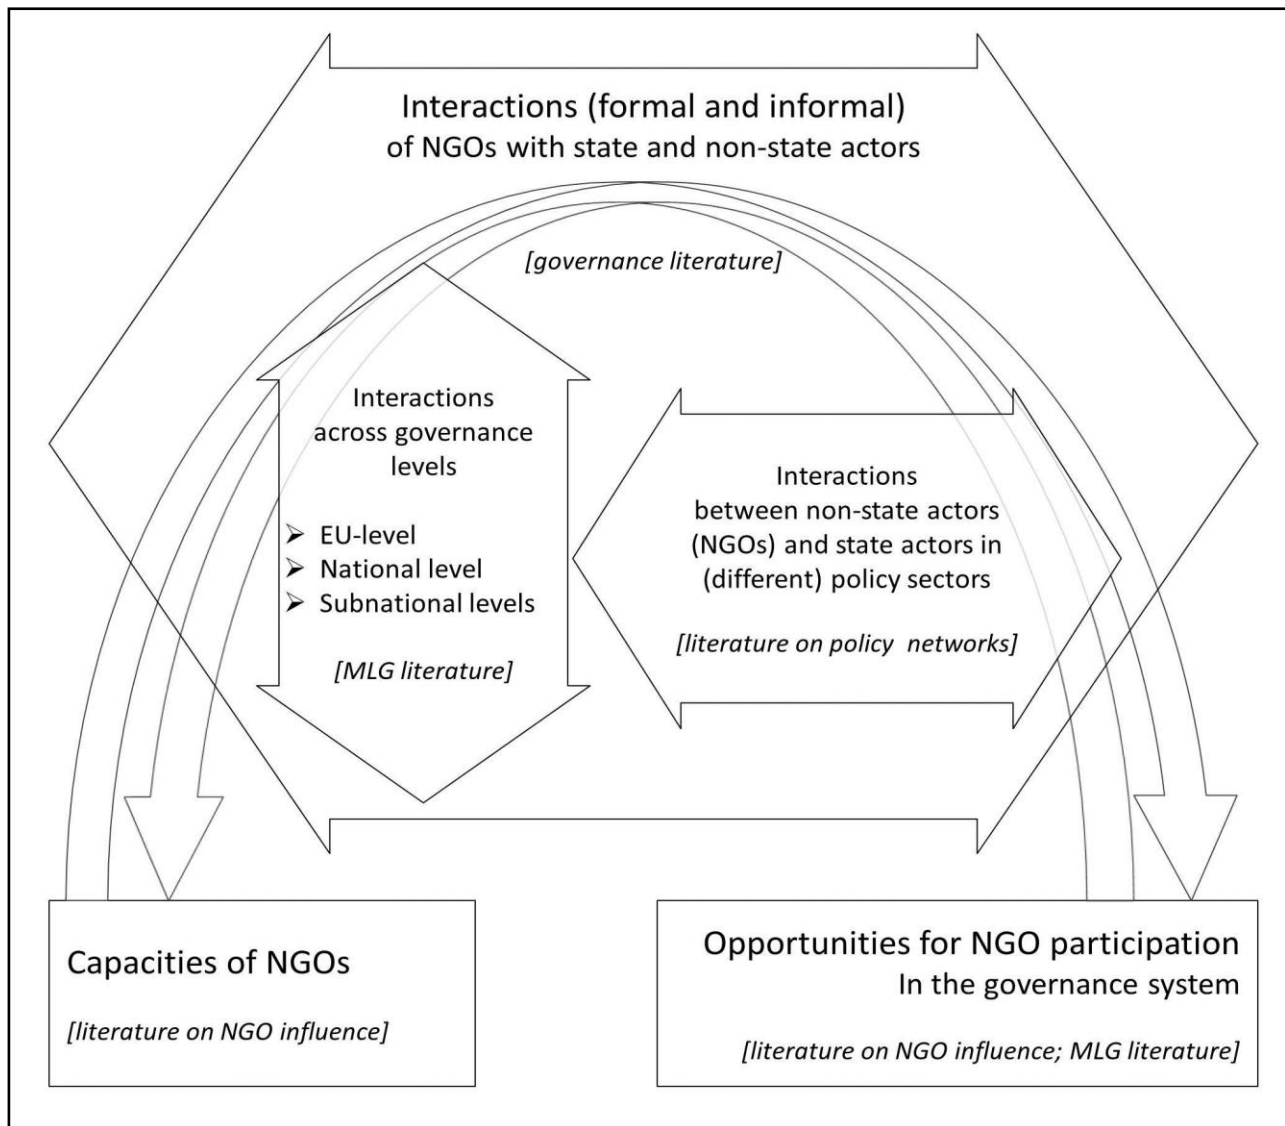 Interactions (formal and informal)
of NGOs with state and non-state actors
[governance literature]
Interactions
across governance
levels
➢ EU-level
➢ National level
➢ Subnational levels
[MLG literature]
Interactions
between non-state actors
(NGOs) and state actors in
(different) policy sectors
[literature on policy networks]
Capacities of NGOs
[literature on NGO influence]
Opportunities for NGO participation
In the governance system
[literature on NGO influence; MLG literature]